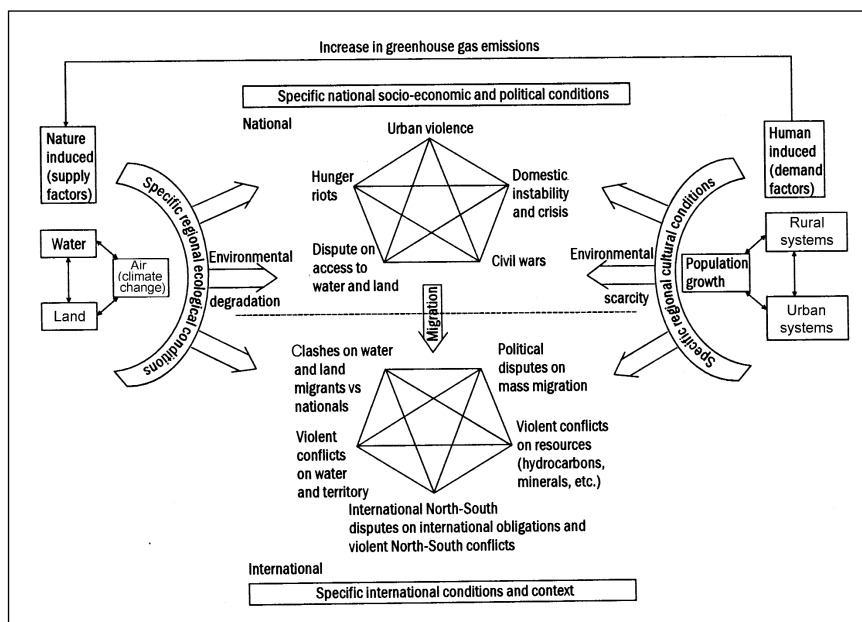 Increase in greenhouse gas emissions
Specific national socio-economic and political conditions
National
Nature
induced
(supply
factors)
Human
induced
(demand
factors)
Urban violence
Hunger
riots
Domestic
instability
and crisis
Dispute on
access to
water and land
Civil wars
Specific regional ecological conditions
Specific regional cultural conditions
Water
Air
(climate
change)
Land
Environmental
degradation
Environmental
scarcity
Population
growth
Rural
systems
Urban
systems
Migration
Clashes on water
and land
migrants vs
nationals
Political
disputes on
mass migration
Violent
conflicts
on water
and territory
Violent conflicts
on resources
(hydrocarbons,
minerals, etc.)
International North-South
disputes on international obligations and
violent North-South conflicts
International
Specific international conditions and context